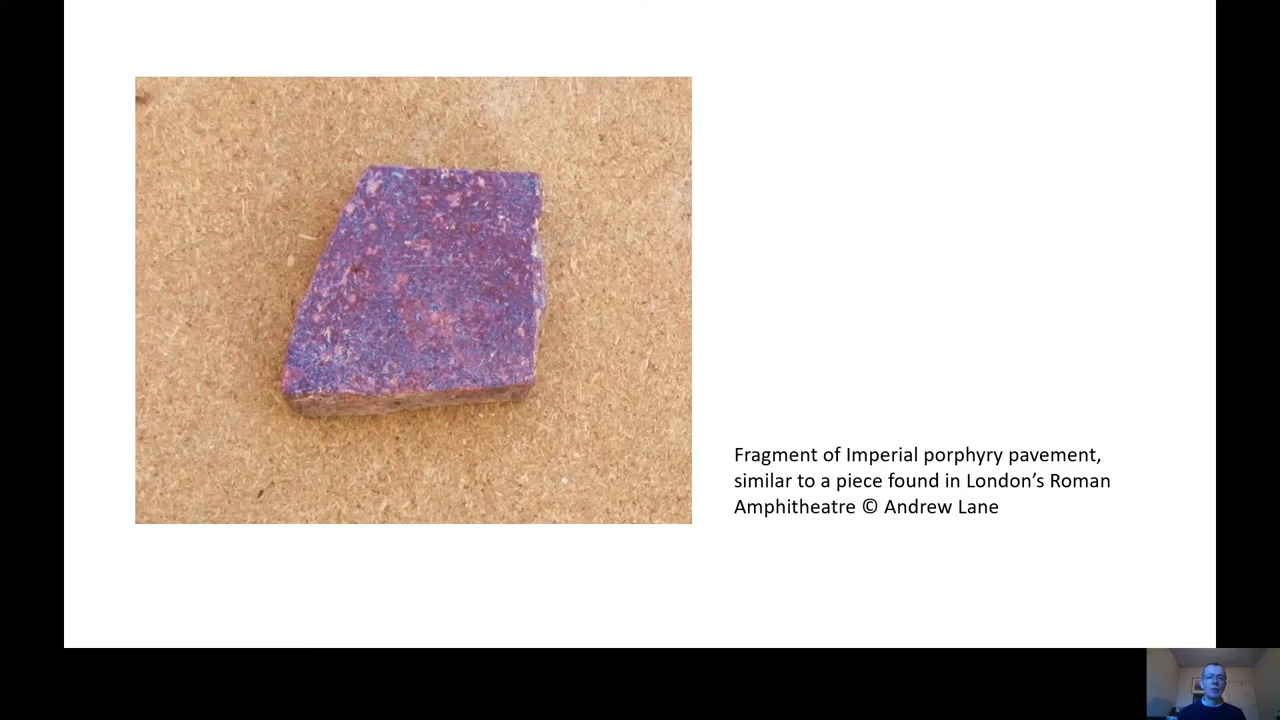 Fragment of Imperial porphyry pavement,
similar to a piece found in London’s Roman
Amphitheatre © Andrew Lane